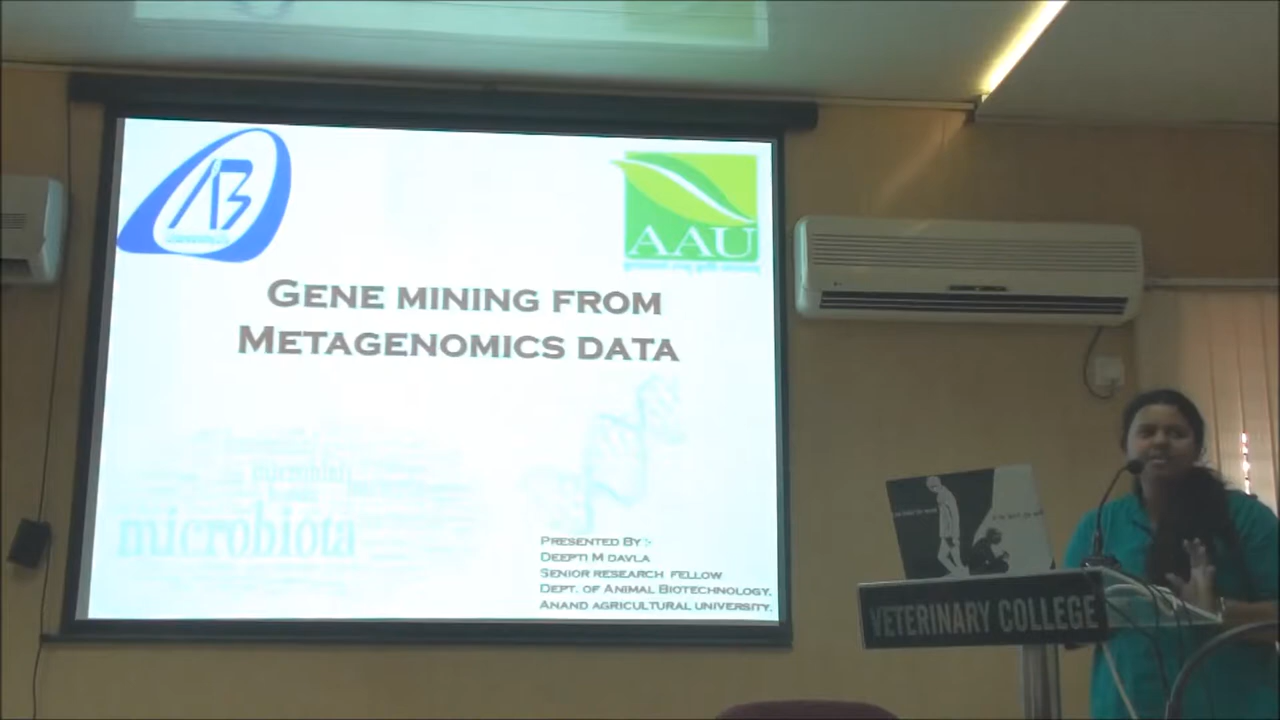 AB
AAU
GENE MINING FROM
METAGENOMICS DATA
microbiota
PRESENTED BY :-
DEEPTI M DAVLA
SENIOR RESEARCH FELLOW
DEPT. OF ANIMAL BIOTECHNOLOGY.
ANAND AGRICULTURAL UNIVERSITY.
VETERINARY COLLEGE